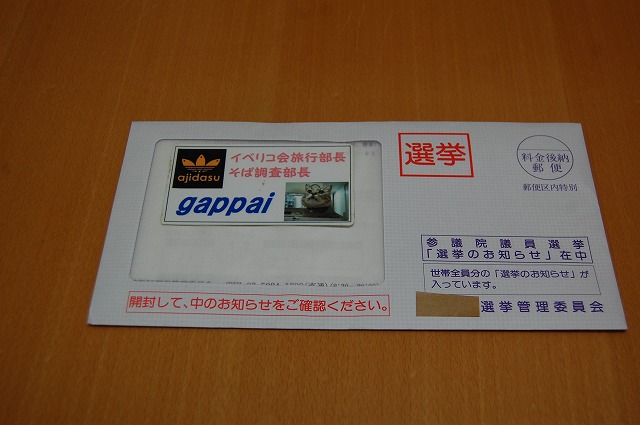 選挙
料金後納
郵便
郵便区内特別
ajidasu
イベリコ会旅行部長
そば調査部長
gappai
参議院議員選挙
「選挙のお知らせ」在中
世帯全員分の「選挙のお知らせ」が
入っています。
選挙管理委員会
開封して、中のお知らせをご確認ください。